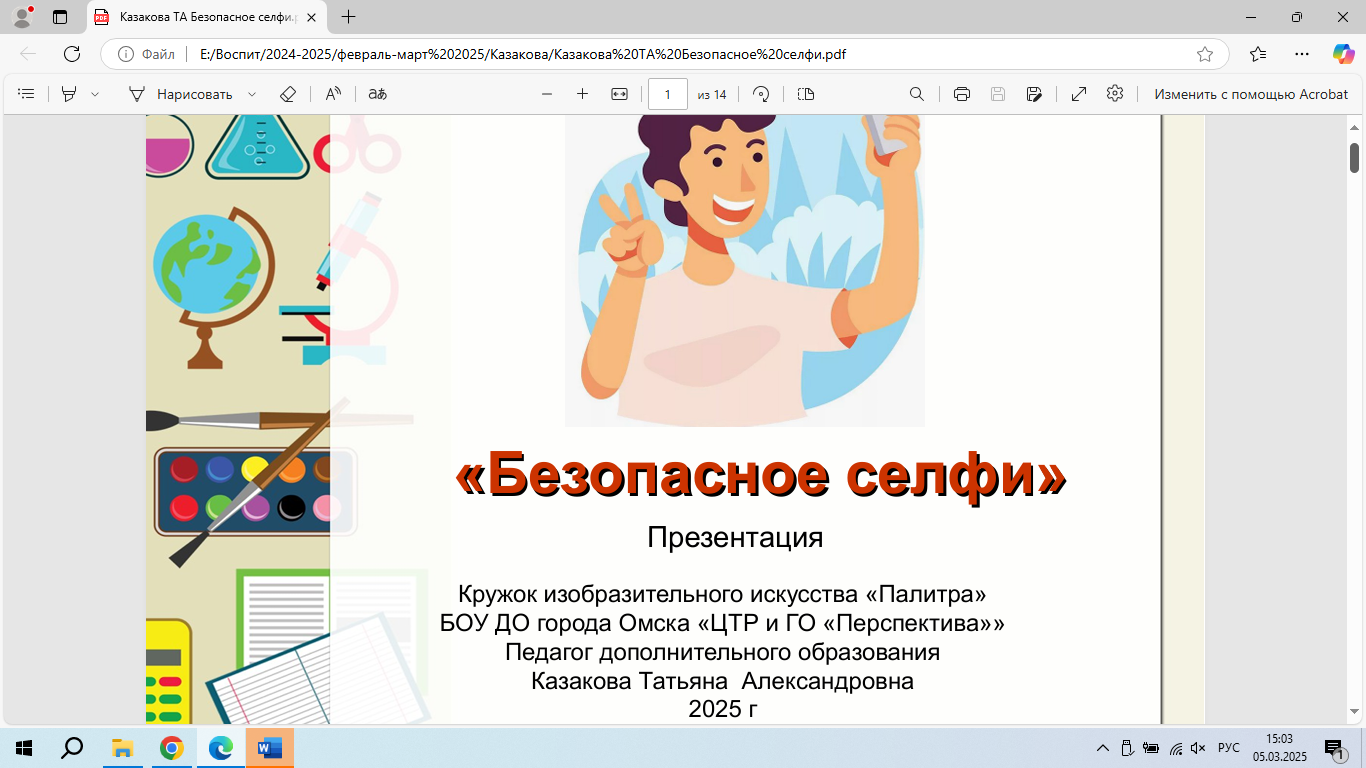 Казакова ТА Безопасное селфи.p
Файл
E:/Воспит/2024-2025/февраль-март%202025/Казакова/Казакова%20ТА%20Безопасное%20селфи.pdf
Нарисовать
1
из 14
Изменить с помощью Acrobat
«Безопасное селфи»
Презентация
Кружок изобразительного искусства «Палитра»
БОУ ДО города Омска «ЦТР и ГО «Перспектива»»
Педагог дополнительного образования
Казакова Татьяна Александровна
2025 г
РУС
15:03
05.03.2025
1